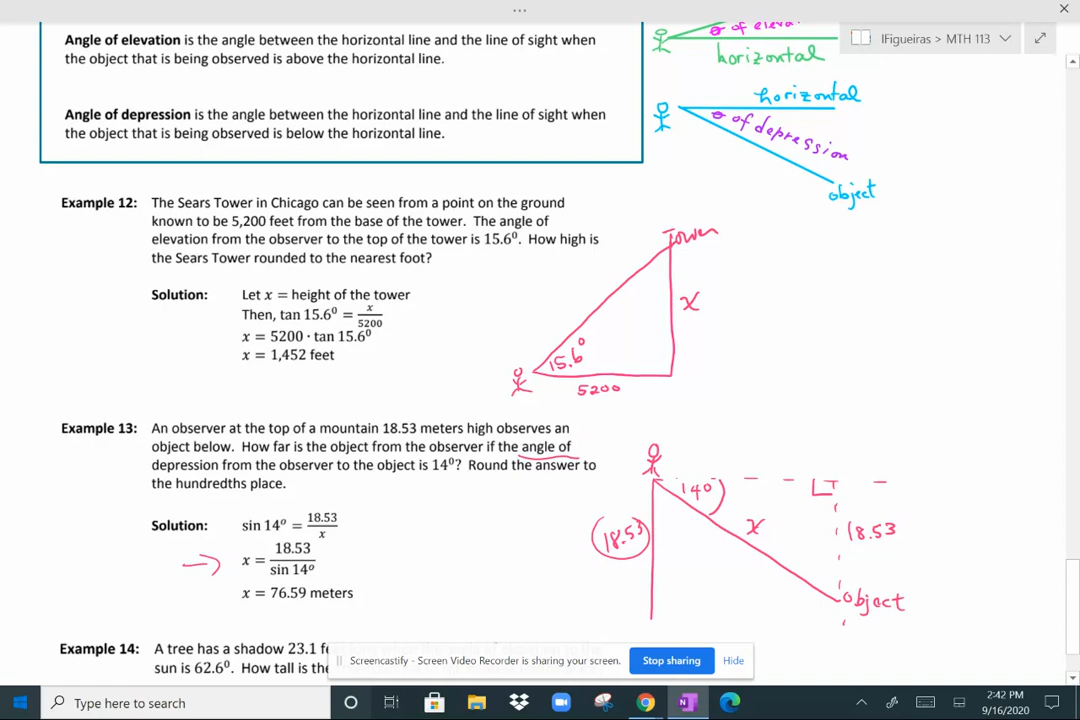 Angle of elevation is the angle between the horizontal line and the line of sight when
the object that is being observed is above the horizontal line.
Angle of depression is the angle between the horizontal line and the line of sight when
the object that is being observed is below the horizontal line.
IFigueiras > MTH 113
horizontal
horizontal
of depression
object
Example 12: The Sears Tower in Chicago can be seen from a point on the ground
known to be 5,200 feet from the base of the tower. The angle of
elevation from the observer to the top of the tower is 15.6⁰. How high is
the Sears Tower rounded to the nearest foot?
Solution: Let x = height of the tower
Then, tan 15.6⁰ = x/5200
x = 5200 · tan 15.6⁰
x = 1,452 feet
Tower
x
15.6⁰
5200
Example 13: An observer at the top of a mountain 18.53 meters high observes an
object below. How far is the object from the observer if the angle of
depression from the observer to the object is 14⁰? Round the answer to
the hundredths place.
Solution: sin 14⁰ = 18.53/x
x = 18.53/sin 14⁰
x = 76.59 meters
14⁰
18.53
x
18.53
object
Example 14: A tree has a shadow 23.1
sun is 62.6⁰. How tall is the
Screencastify - Screen Video Recorder is sharing your screen.
Stop sharing
Hide
Type here to search
2:42 PM
9/16/2020